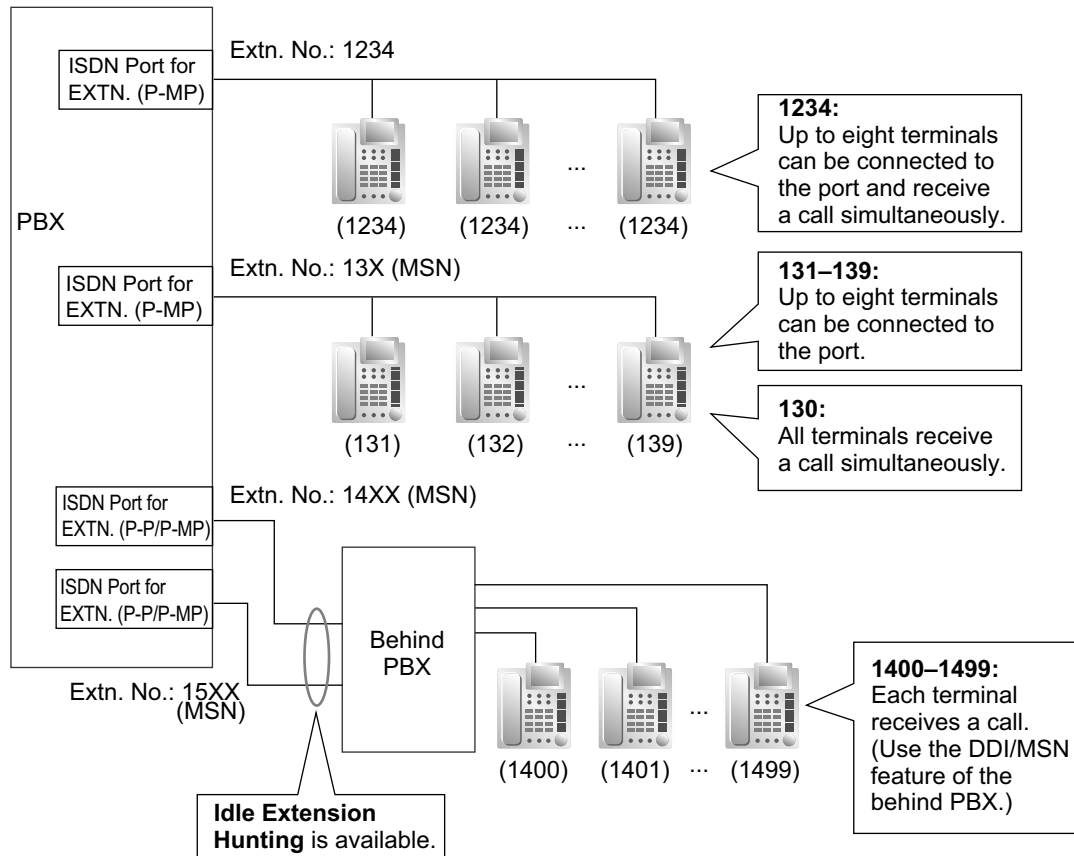 Extn. No.: 1234
ISDN Port for
EXTN. (P-MP)
1234:
Up to eight terminals
can be connected to
the port and receive
a call simultaneously.
...
(1234)
(1234)
...
(1234)
PBX
Extn. No.: 13X (MSN)
ISDN Port for
EXTN. (P-MP)
131–139:
Up to eight terminals
can be connected to
the port.
...
(131)
(132)
...
(139)
130:
All terminals receive
a call simultaneously.
Extn. No.: 14XX (MSN)
ISDN Port for
EXTN. (P-P/P-MP)
ISDN Port for
EXTN. (P-P/P-MP)
Behind
PBX
Extn. No.: 15XX
(MSN)
...
(1400)
(1401)
...
(1499)
1400–1499:
Each terminal
receives a call.
(Use the DDI/MSN
feature of the
behind PBX.)
Idle Extension
Hunting is available.